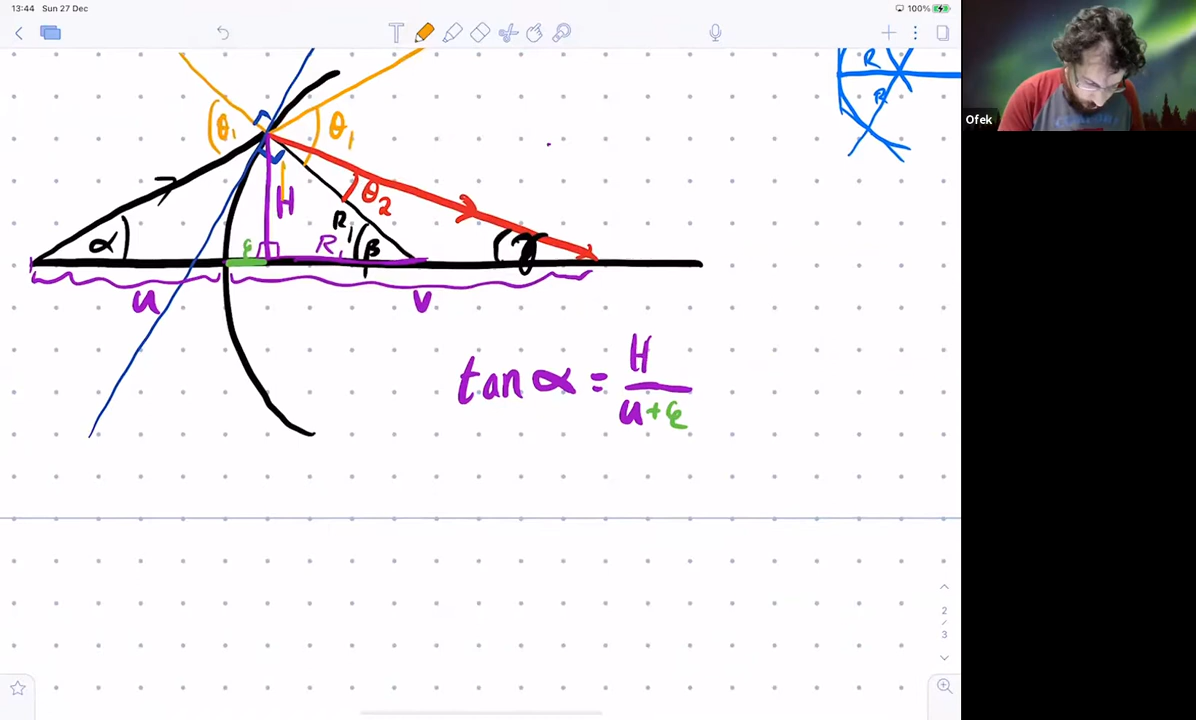 13:44 Sun 27 Dec
100%
T
R
R
Ofek
θ₁
θ₁
H
θ₂
R₁
α
ε
R₁
β
γ
u
v
tan α = H / u + ε
2
/
3